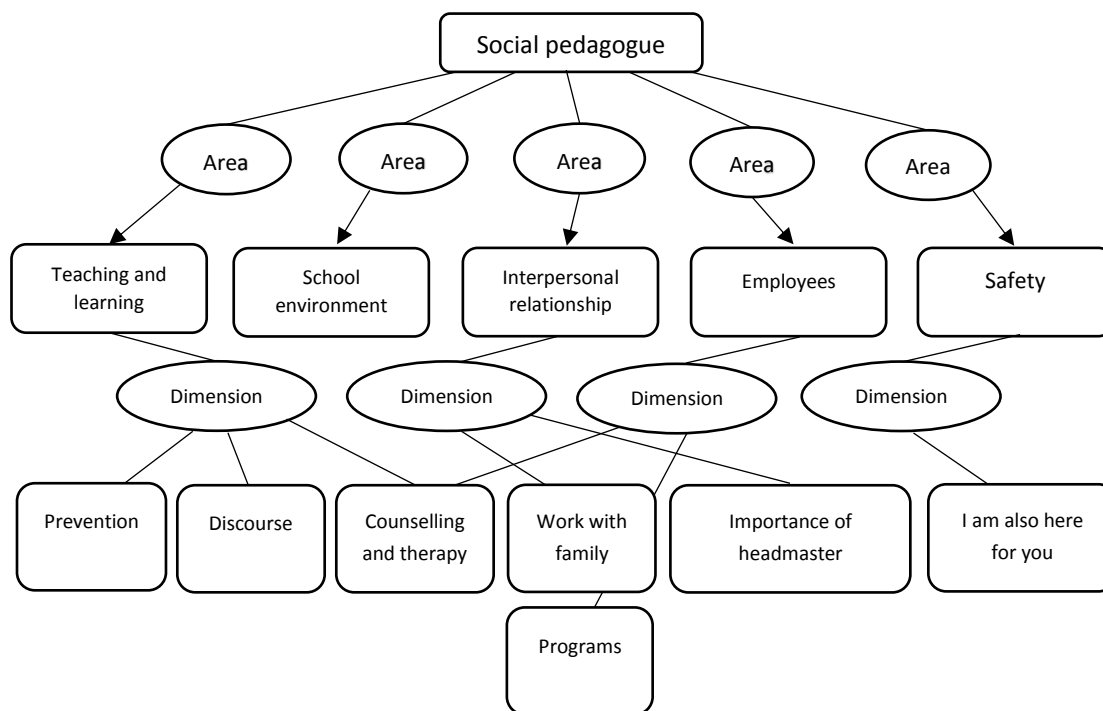 Social pedagogue
Area
Area
Area
Area
Area
Teaching and
learning
School
environment
Interpersonal
relationship
Employees
Safety
Dimension
Dimension
Dimension
Dimension
Prevention
Discourse
Counselling
and therapy
Work with
family
Importance of
headmaster
I am also here
for you
Programs